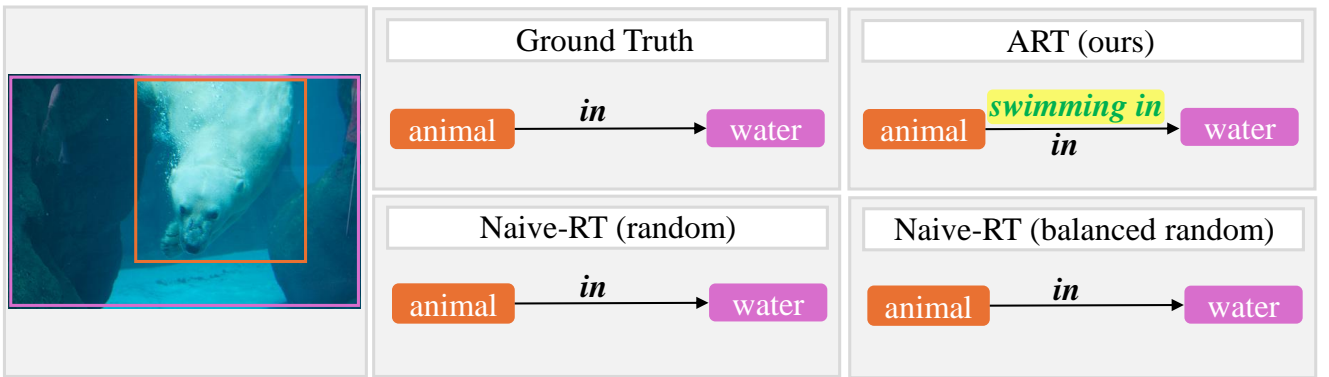 Ground Truth
animal
in
water
ART (ours)
animal
swimming in
in
water
Naive-RT (random)
animal
in
water
Naive-RT (balanced random)
animal
in
water